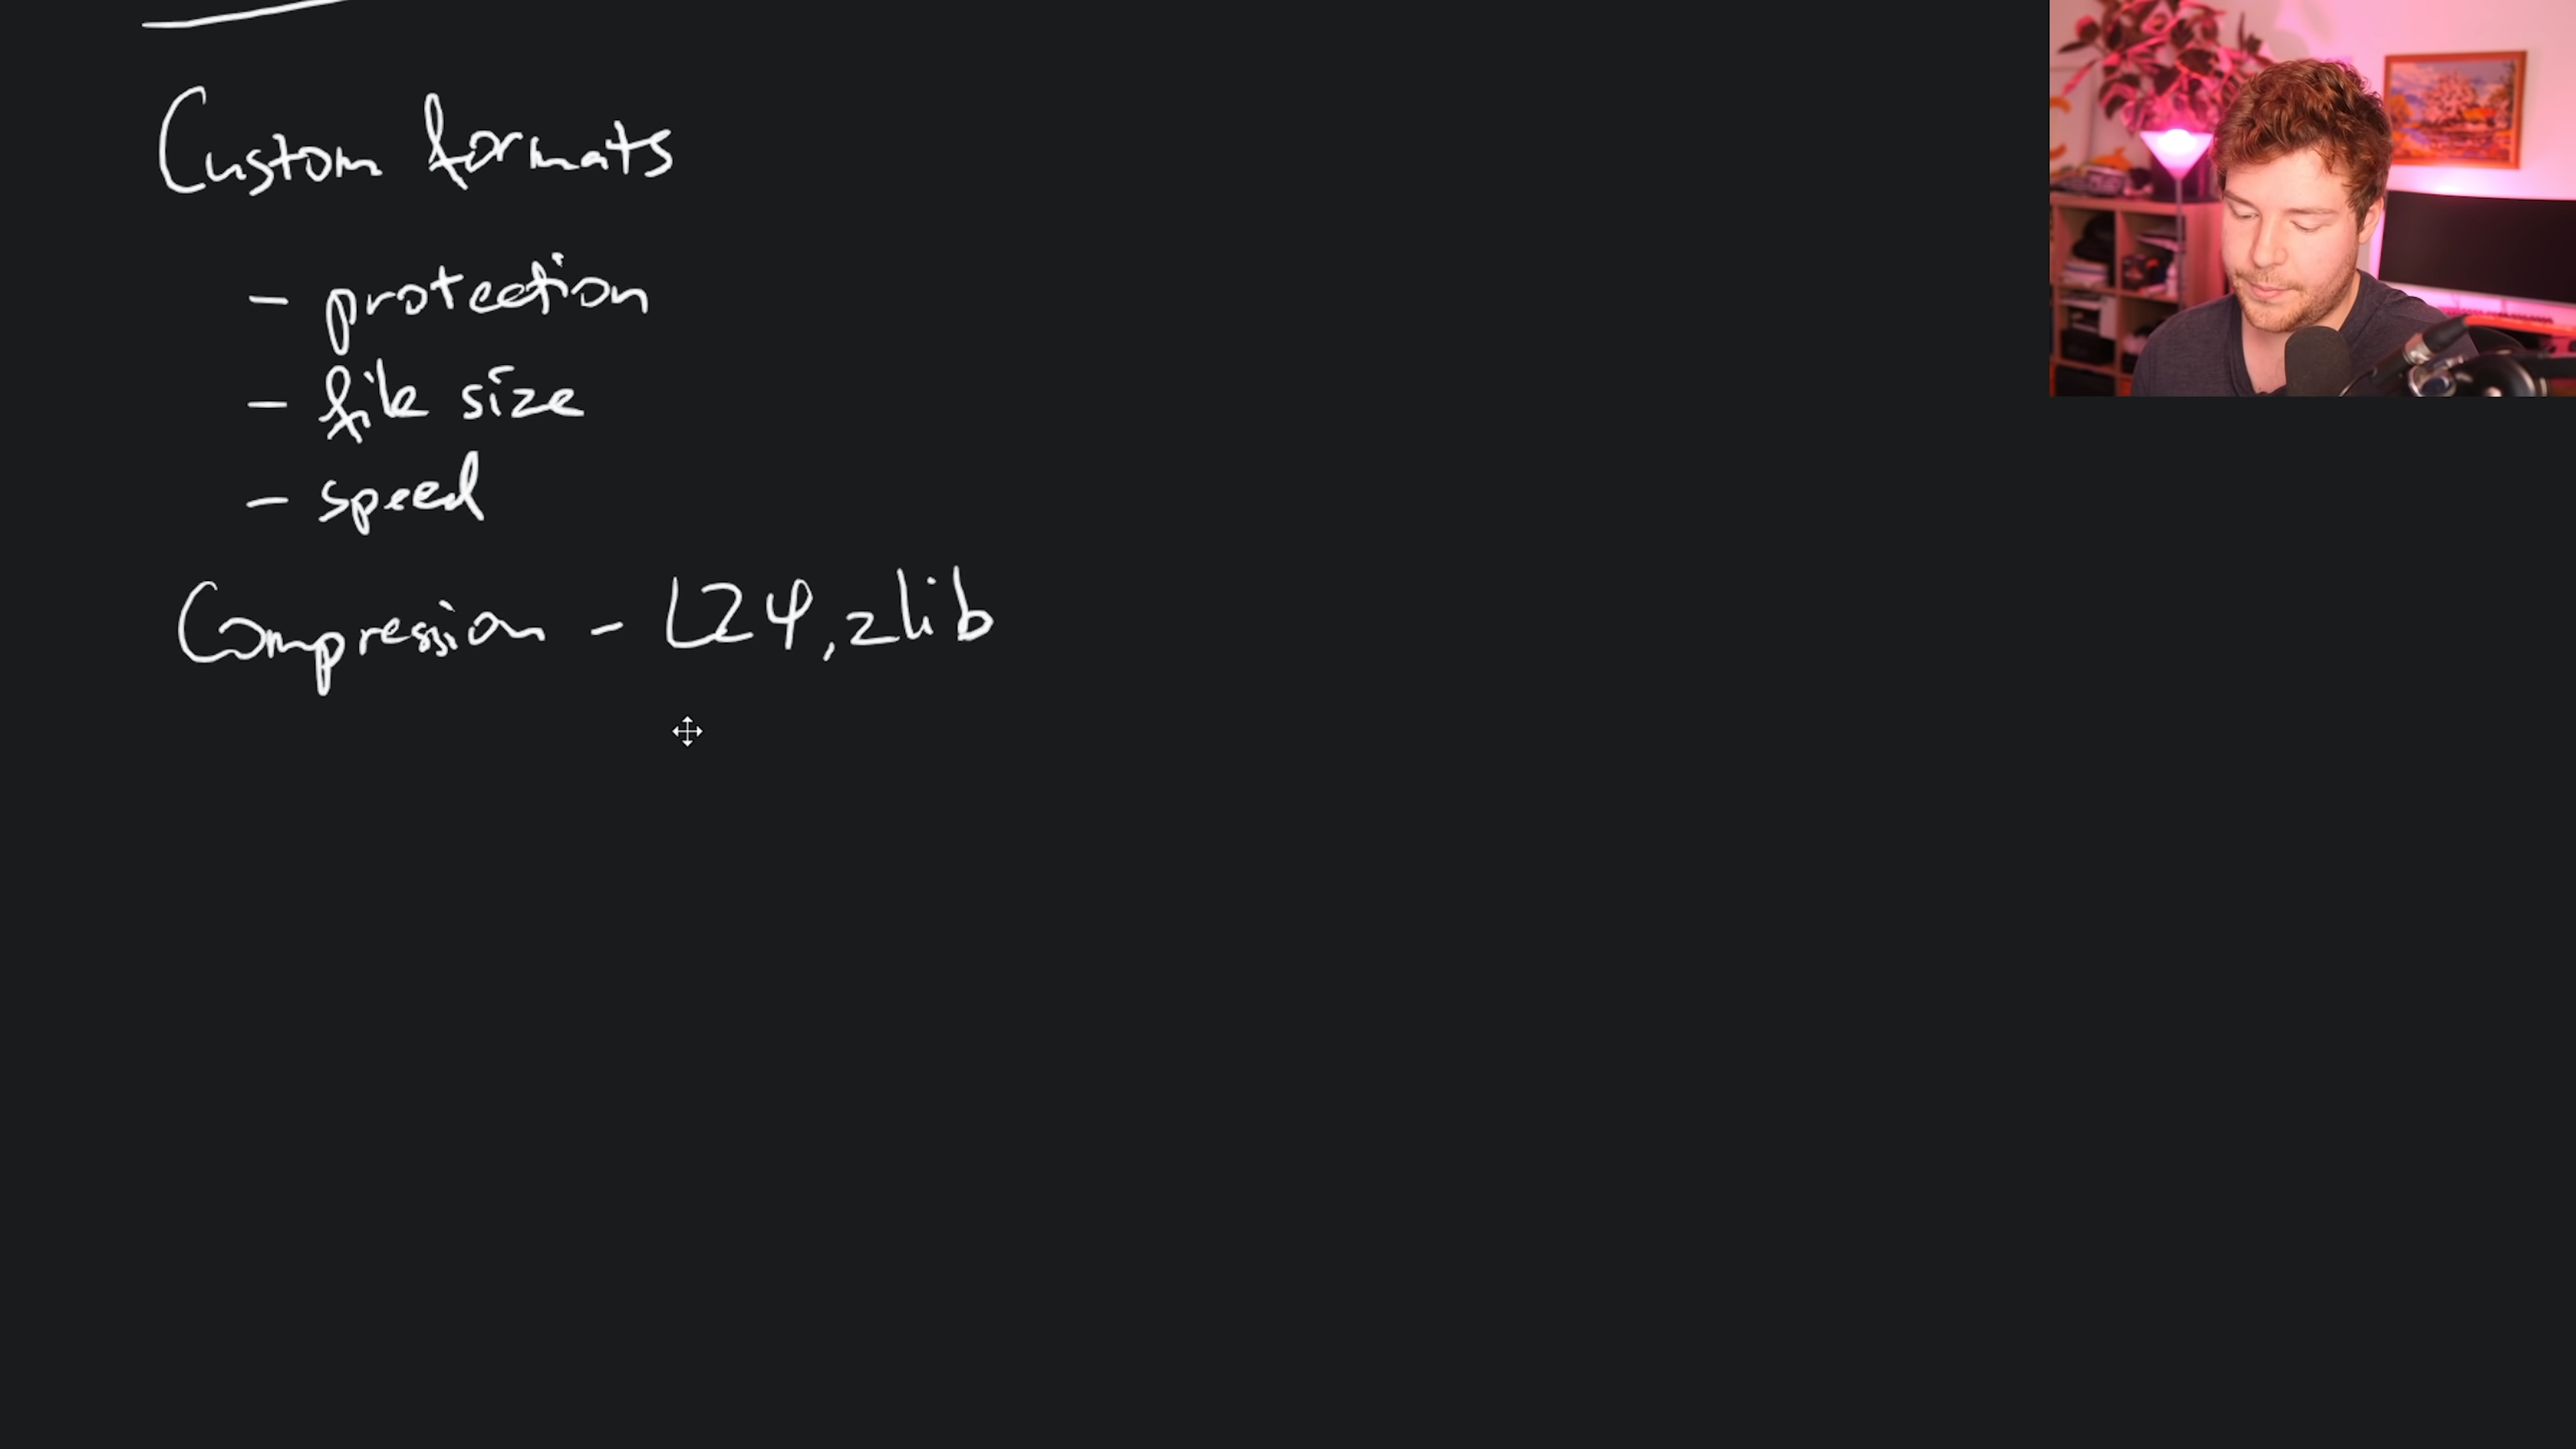 Custom formats
- protection
- file size
- speed
Compression - LZ4, zlib